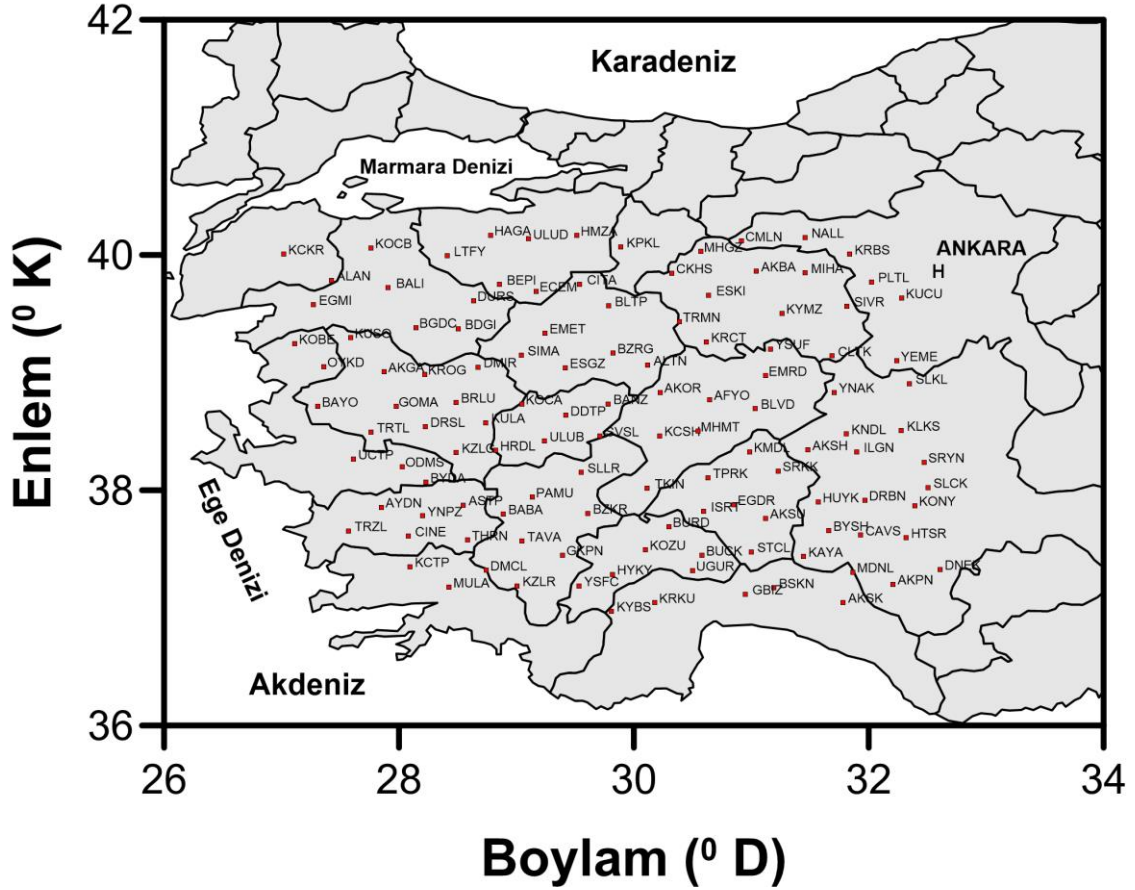 42
Karadeniz
Marmara Denizi
HAGA ULUD HMZA
KOCB LTFY KPKL MHGZ CMLN NALL
KCKR KRBS ANKARA
H
ALAN BALI BEPI ECEM CITA CKHS AKBA MIHA PLTL
EGMI DURS BLTP ESKI SIVR KUCU
BGDC BDGI EMET TRMN KYMZ
KOBE KUSC SIMA BZRG KRCT YSUF CLTK YEME
OYKD AKGA KROG DMIR ESGZ ALTN EMRD SLKL
BAYO GOMA BRLU KOCA DDTP BANZ AKOR AFYO BLVD YNAK
TRTL DRSL KULA ULUB SVSL KCSH MHMT KNDL KLKS
UCTP ODMS KZLC HRDL SLLR KMDL AKSH ILGN SRYN
BYDA TKIN TPRK SRKK SLCK
AYDN YNPZ ASTP PAMU BABA BZKR ISRT EGDR AKSU HUYK DRBN KONY
TRZL CINE THRN TAVA GKPN BURD KOZU BUCK STCL BYSH CAVS HTSR
KCTP DMCL HYKY UGUR KAYA MDNL DNEK
MULA KZLR YSFC KYBS KRKU GBIZ BSKN AKSK AKPN
40
38
36
Enlem (⁰ K)
Ege Denizi
Akdeniz
26 28 30 32 34
Boylam (⁰ D)